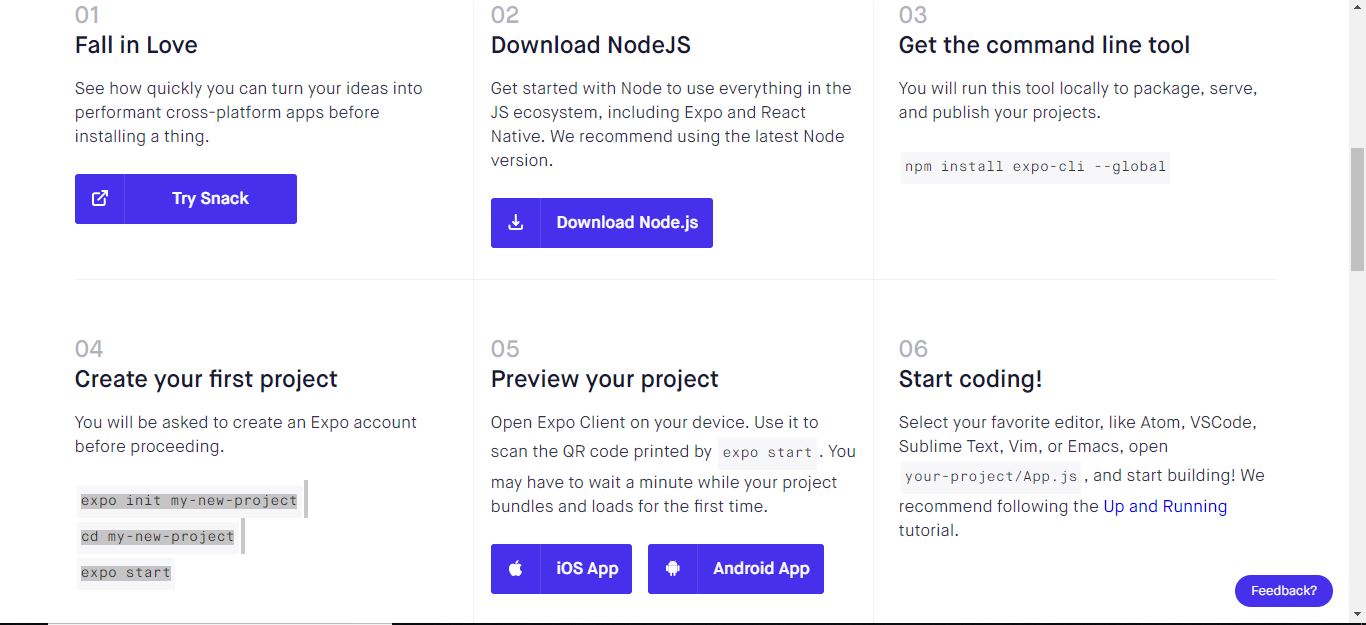 01
Fall in Love
See how quickly you can turn your ideas into
performant cross-platform apps before
installing a thing.
Try Snack
02
Download NodeJS
Get started with Node to use everything in the
JS ecosystem, including Expo and React
Native. We recommend using the latest Node
version.
Download Node.js
03
Get the command line tool
You will run this tool locally to package, serve,
and publish your projects.
npm install expo-cli --global
04
Create your first project
You will be asked to create an Expo account
before proceeding.
expo init my-new-project
cd my-new-project
expo start
05
Preview your project
Open Expo Client on your device. Use it to
scan the QR code printed by expo start. You
may have to wait a minute while your project
bundles and loads for the first time.
iOS App
Android App
06
Start coding!
Select your favorite editor, like Atom, VSCode,
Sublime Text, Vim, or Emacs, open
your-project/App.js, and start building! We
recommend following the Up and Running
tutorial.
Feedback?